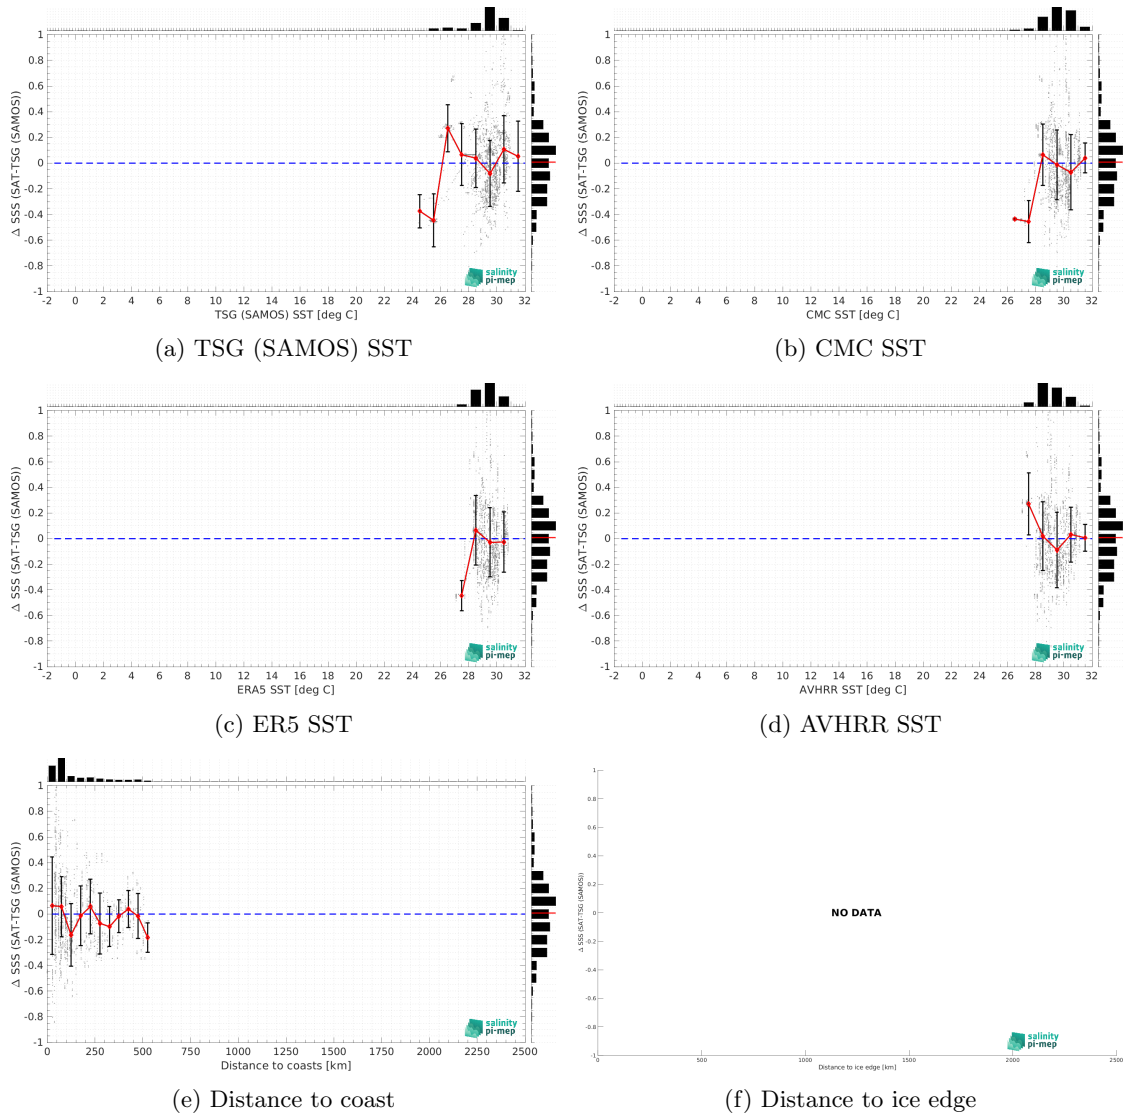 1
0.8
0.6
0.4
0.2
0
-0.2
-0.4
-0.6
-0.8
-1
Δ SSS (SAT-TSG (SAMOS))
salinity
pi-mep
-2 0 2 4 6 8 10 12 14 16 18 20 22 24 26 28 30 32
TSG (SAMOS) SST [deg C]
(a) TSG (SAMOS) SST
1
0.8
0.6
0.4
0.2
0
-0.2
-0.4
-0.6
-0.8
-1
Δ SSS (SAT-TSG (SAMOS))
salinity
pi-mep
-2 0 2 4 6 8 10 12 14 16 18 20 22 24 26 28 30 32
CMC SST [deg C]
(b) CMC SST
1
0.8
0.6
0.4
0.2
0
-0.2
-0.4
-0.6
-0.8
-1
Δ SSS (SAT-TSG (SAMOS))
salinity
pi-mep
-2 0 2 4 6 8 10 12 14 16 18 20 22 24 26 28 30 32
ERA5 SST [deg C]
(c) ER5 SST
1
0.8
0.6
0.4
0.2
0
-0.2
-0.4
-0.6
-0.8
-1
Δ SSS (SAT-TSG (SAMOS))
salinity
pi-mep
-2 0 2 4 6 8 10 12 14 16 18 20 22 24 26 28 30 32
AVHRR SST [deg C]
(d) AVHRR SST
1
0.8
0.6
0.4
0.2
0
-0.2
-0.4
-0.6
-0.8
-1
Δ SSS (SAT-TSG (SAMOS))
salinity
pi-mep
0 250 500 750 1000 1250 1500 1750 2000 2250 2500
Distance to coasts [km]
(e) Distance to coast
1
0.8
0.6
0.4
0.2
0
-0.2
-0.4
-0.6
-0.8
-1
Δ SSS (SAT-TSG (SAMOS))
NO DATA
salinity
pi-mep
0 500 1000 1500 2000 2500
Distance to ice edge [km]
(f) Distance to ice edge